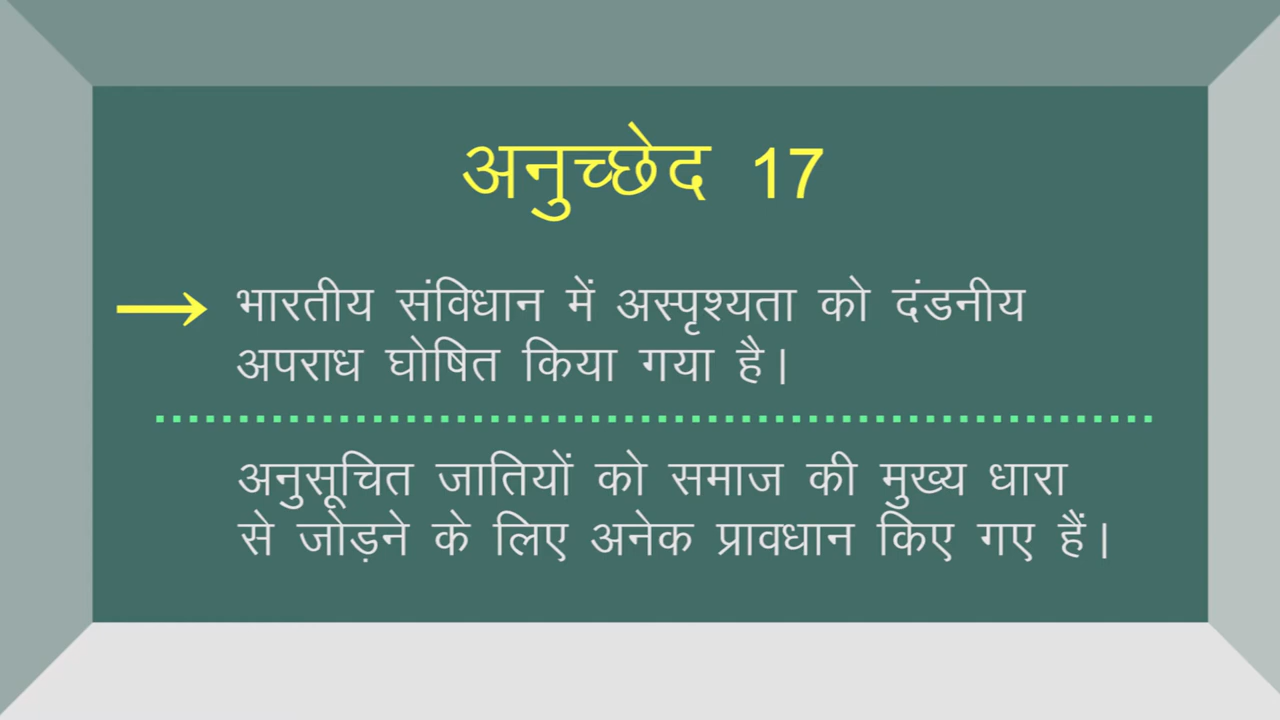 अनुच्छेद 17
भारतीय संविधान में अस्पृश्यता को दंडनीय
अपराध घोषित किया गया है।
अनुसूचित जातियों को समाज की मुख्य धारा
से जोड़ने के लिए अनेक प्रावधान किए गए हैं।